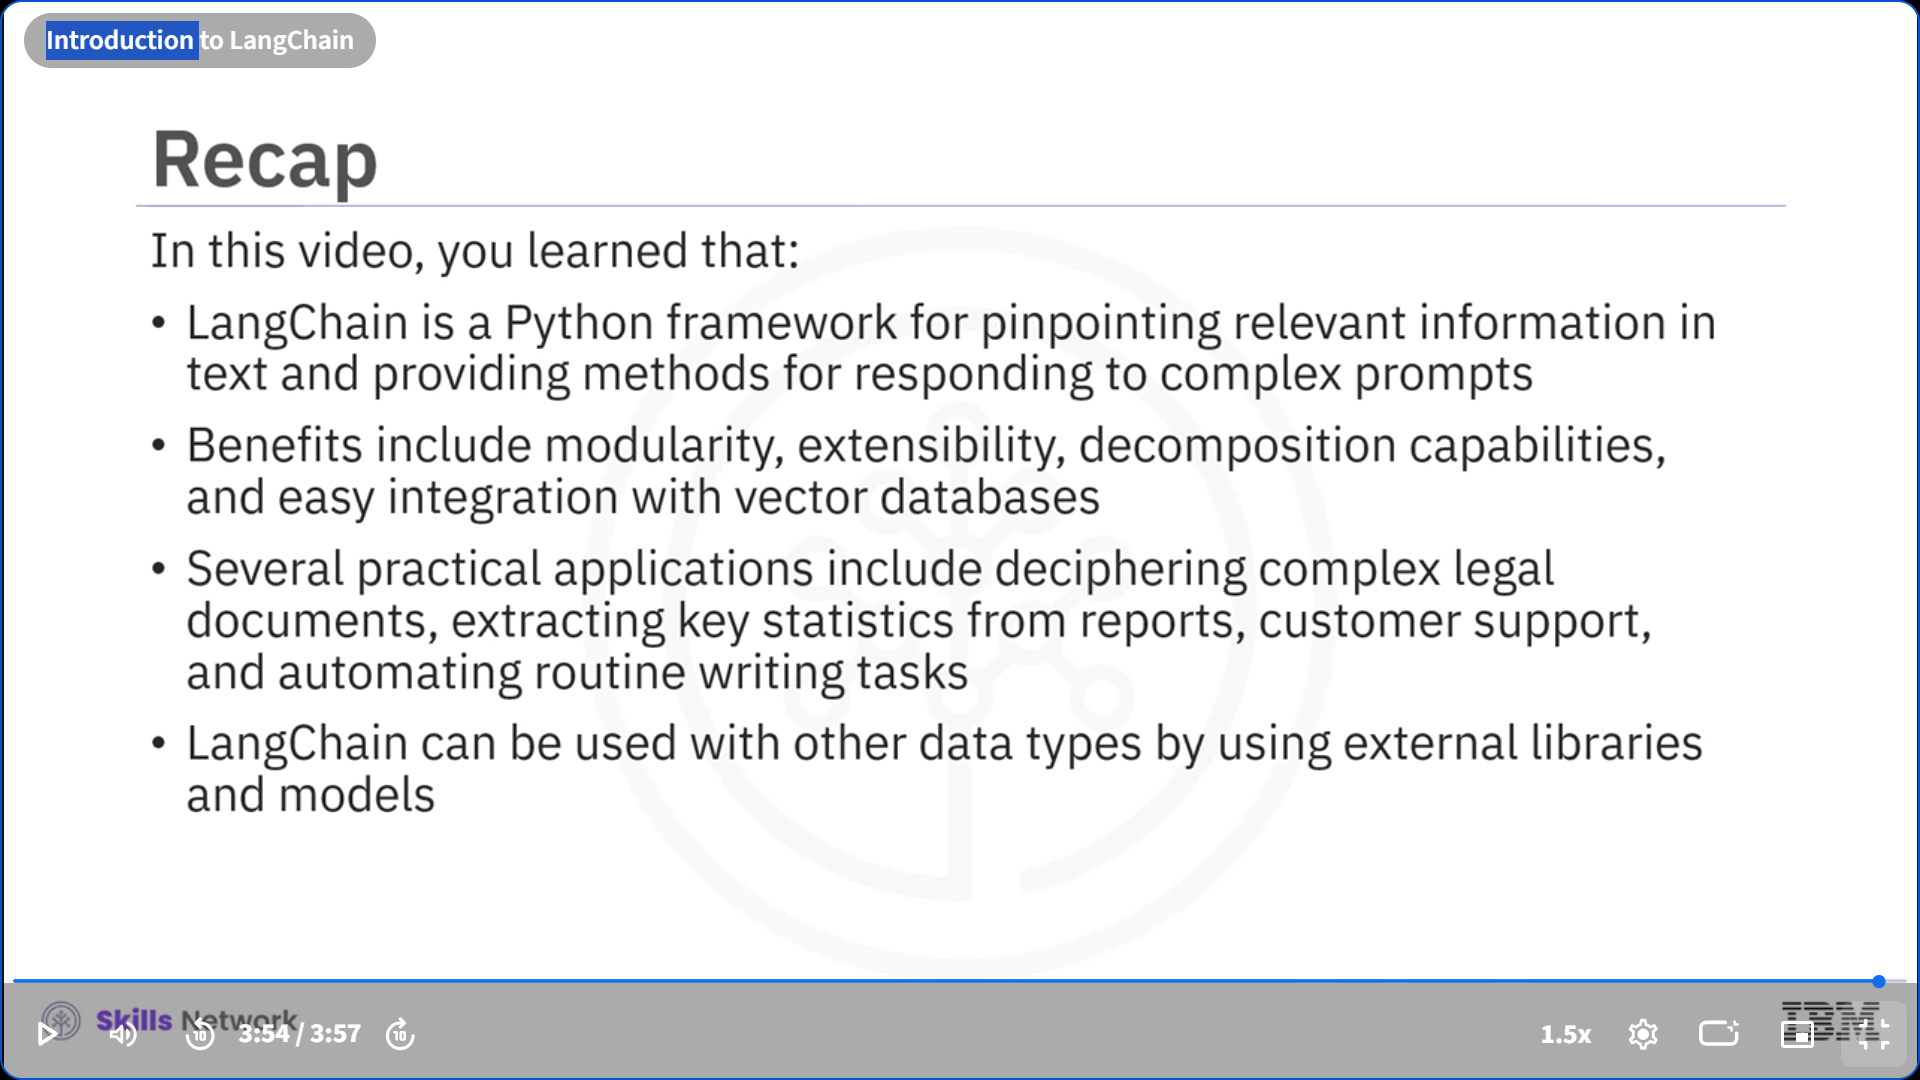 Introduction to LangChain
Recap
In this video, you learned that:
• LangChain is a Python framework for pinpointing relevant information in
text and providing methods for responding to complex prompts
• Benefits include modularity, extensibility, decomposition capabilities,
and easy integration with vector databases
• Several practical applications include deciphering complex legal
documents, extracting key statistics from reports, customer support,
and automating routine writing tasks
• LangChain can be used with other data types by using external libraries
and models
Skills Network
IBM
10
3:54 / 3:57
10
1.5x